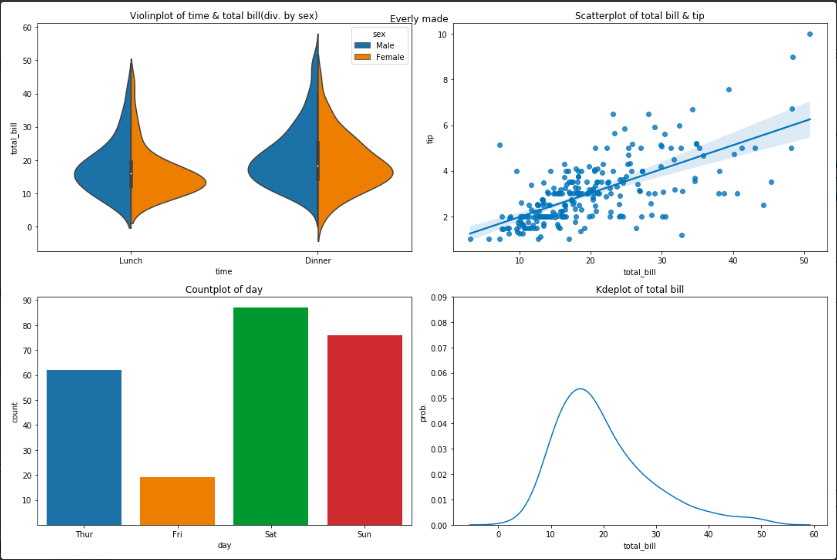 Everly made
Violinplot of time & total bill(div. by sex)
60
50
40
30
20
10
0
total_bill
sex
Male
Female
Lunch
Dinner
time
Scatterplot of total bill & tip
10
8
6
4
2
tip
10
20
30
40
50
total_bill
Countplot of day
90
80
70
60
50
40
30
20
10
count
Thur
Fri
Sat
Sun
day
Kdeplot of total bill
0.09
0.08
0.07
0.06
0.05
0.04
0.03
0.02
0.01
0.00
prob.
0
10
20
30
40
50
60
total_bill